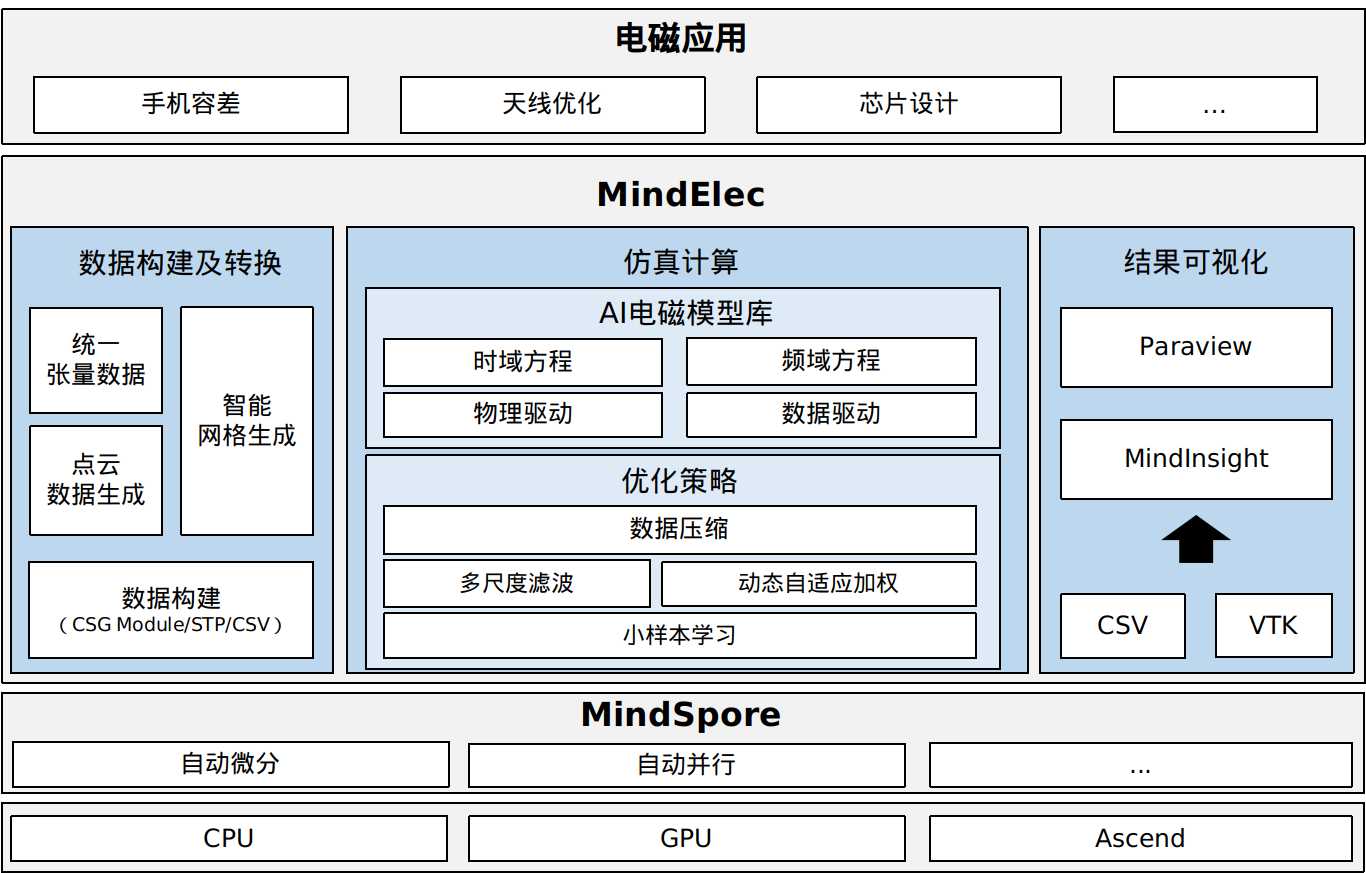 电磁应用
手机容差
天线优化
芯片设计
...
MindElec
数据构建及转换
统一
张量数据
智能
网格生成
点云
数据生成
数据构建
（CSG Module/STP/CSV）
仿真计算
AI电磁模型库
时域方程
频域方程
物理驱动
数据驱动
优化策略
数据压缩
多尺度滤波
动态自适应加权
小样本学习
结果可视化
Paraview
MindInsight
CSV
VTK
MindSpore
自动微分
自动并行
...
CPU
GPU
Ascend